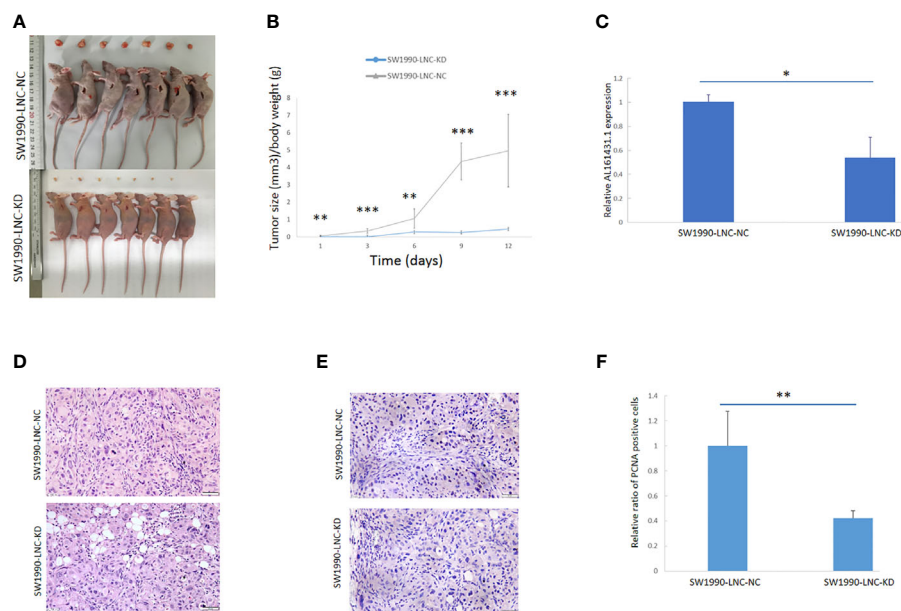 A
SW1990-LNC-NC
SW1990-LNC-KD
B
SW1990-LNC-KD
SW1990-LNC-NC
Tumor size (mm3)/body weight (g)
8
7
6
5
4
3
2
1
0
**
***
**
***
***
1 3 6 9 12
Time (days)
C
Relative AL161431.1 expression
1.2
1
0.8
0.6
0.4
0.2
0
*
SW1990-LNC-NC SW1990-LNC-KD
D
SW1990-LNC-NC
SW1990-LNC-KD
E
SW1990-LNC-NC
SW1990-LNC-KD
F
Relative ratio of PCNA positive cells
1.4
1.2
1
0.8
0.6
0.4
0.2
0
**
SW1990-LNC-NC SW1990-LNC-KD